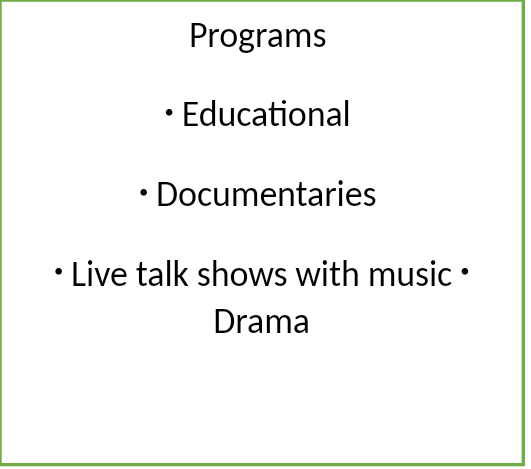 Programs
• Educational
• Documentaries
• Live talk shows with music •
Drama